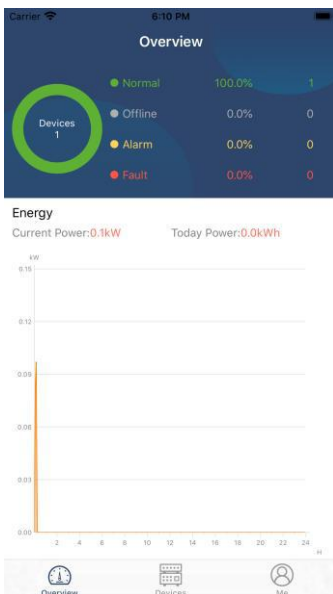 Carrier 6:10 PM
Overview
Normal 100.0% 1
Devices
1
Offline 0.0% 0
Alarm 0.0% 0
Fault 0.0% 0
Energy
Current Power:0.1kW Today Power:0.0kWh
kW
0.15
0.12
0.09
0.06
0.03
0.00
2 4 6 8 10 12 14 16 18 20 22 24
H
Overview Devices Me